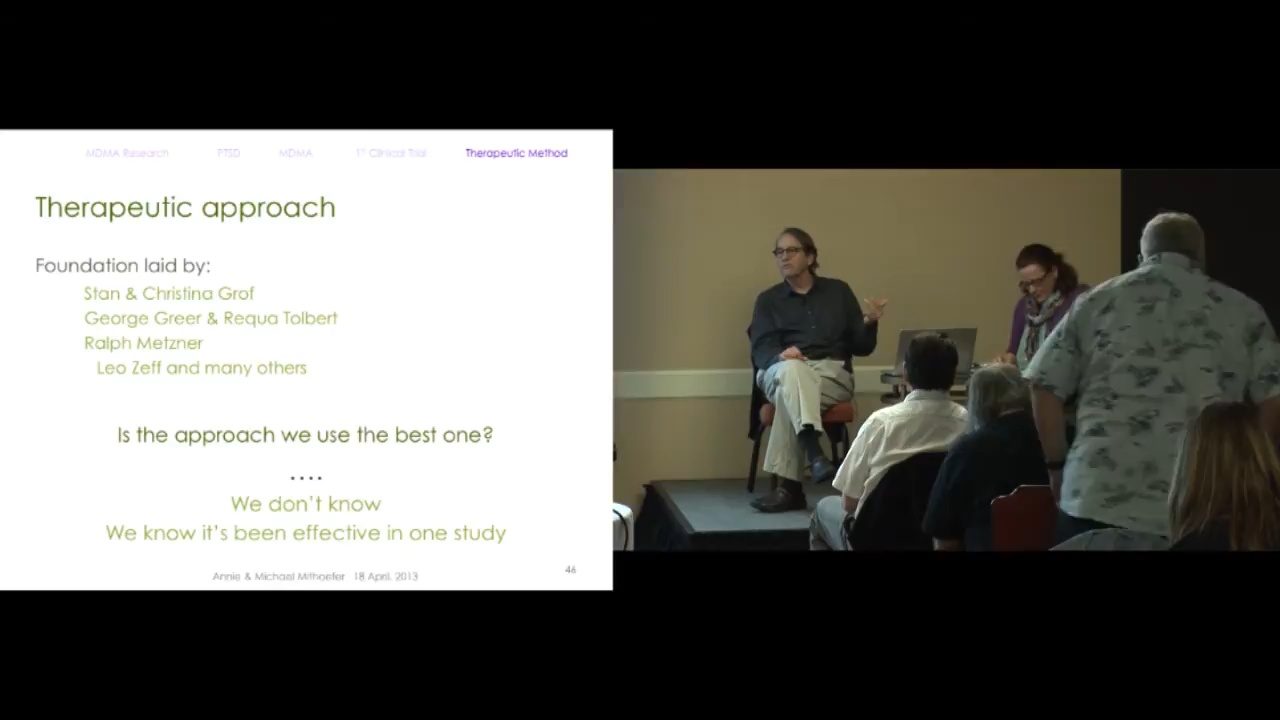 MDMA Research PTSD MDMA 1st Clinical Trial Therapeutic Method
Therapeutic approach
Foundation laid by:
Stan & Christina Grof
George Greer & Requa Tolbert
Ralph Metzner
Leo Zeff and many others
Is the approach we use the best one?
....
We don't know
We know it's been effective in one study
Annie & Michael Mithoefer 18 April, 2013
46